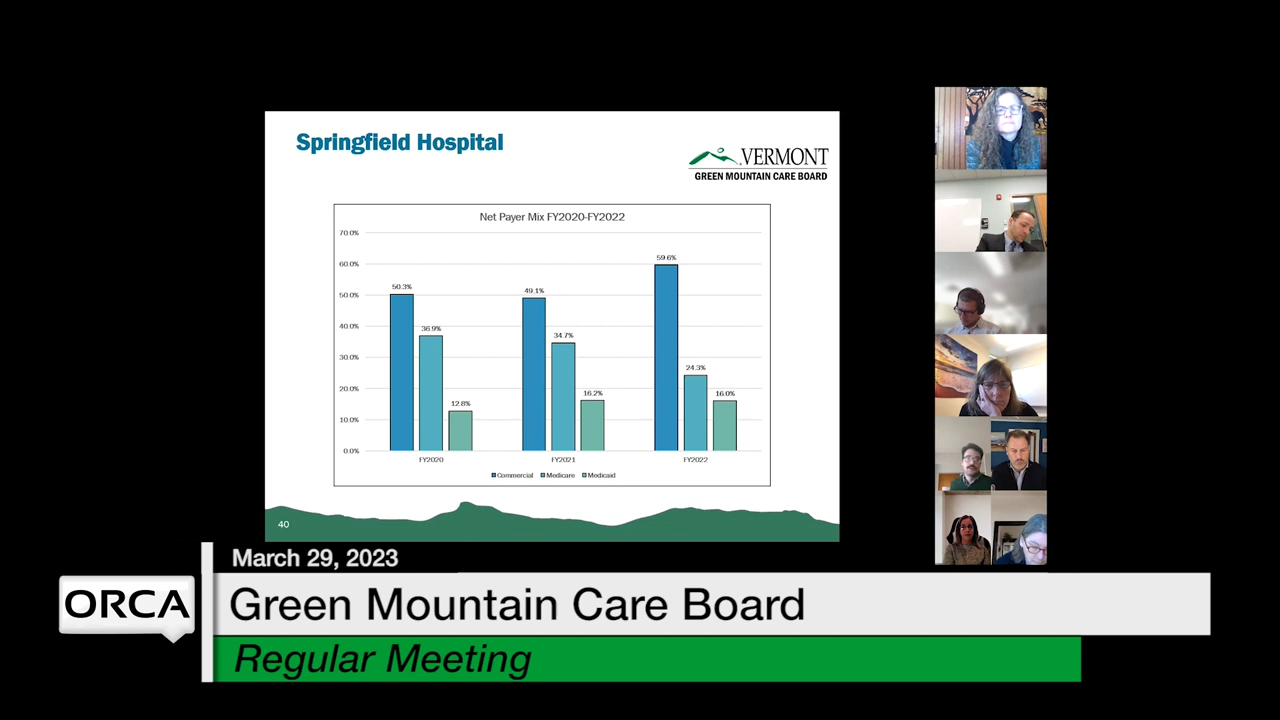 Springfield Hospital
VERMONT
GREEN MOUNTAIN CARE BOARD
Net Payer Mix FY2020-FY2022
70.0%
60.0%
50.0%
40.0%
30.0%
20.0%
10.0%
0.0%
50.3%
36.9%
12.8%
49.1%
34.7%
16.2%
59.6%
24.3%
16.0%
FY2020
FY2021
FY2022
Commercial
Medicare
Medicaid
40
March 29, 2023
ORCA
Green Mountain Care Board
Regular Meeting